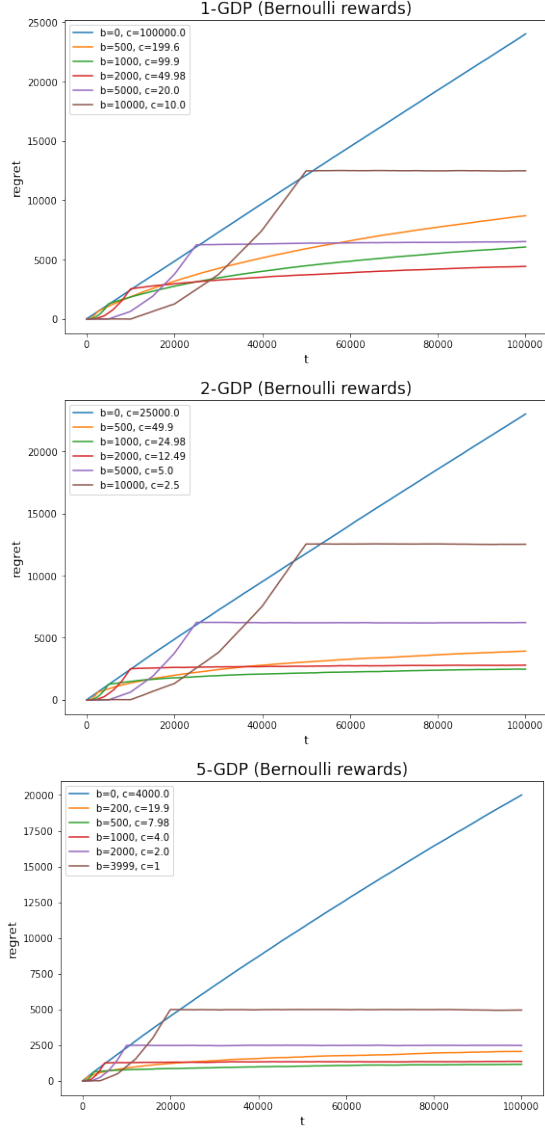 1-GDP (Bernoulli rewards)
25000
20000
15000
10000
5000
0
regret
b=0, c=100000.0
b=500, c=199.6
b=1000, c=99.9
b=2000, c=49.98
b=5000, c=20.0
b=10000, c=10.0
0 20000 40000 60000 80000 100000
t
2-GDP (Bernoulli rewards)
20000
15000
10000
5000
0
regret
b=0, c=25000.0
b=500, c=49.9
b=1000, c=24.98
b=2000, c=12.49
b=5000, c=5.0
b=10000, c=2.5
0 20000 40000 60000 80000 100000
t
5-GDP (Bernoulli rewards)
20000
17500
15000
12500
10000
7500
5000
2500
0
regret
b=0, c=4000.0
b=200, c=19.9
b=500, c=7.98
b=1000, c=4.0
b=2000, c=2.0
b=3999, c=1
0 20000 40000 60000 80000 100000
t